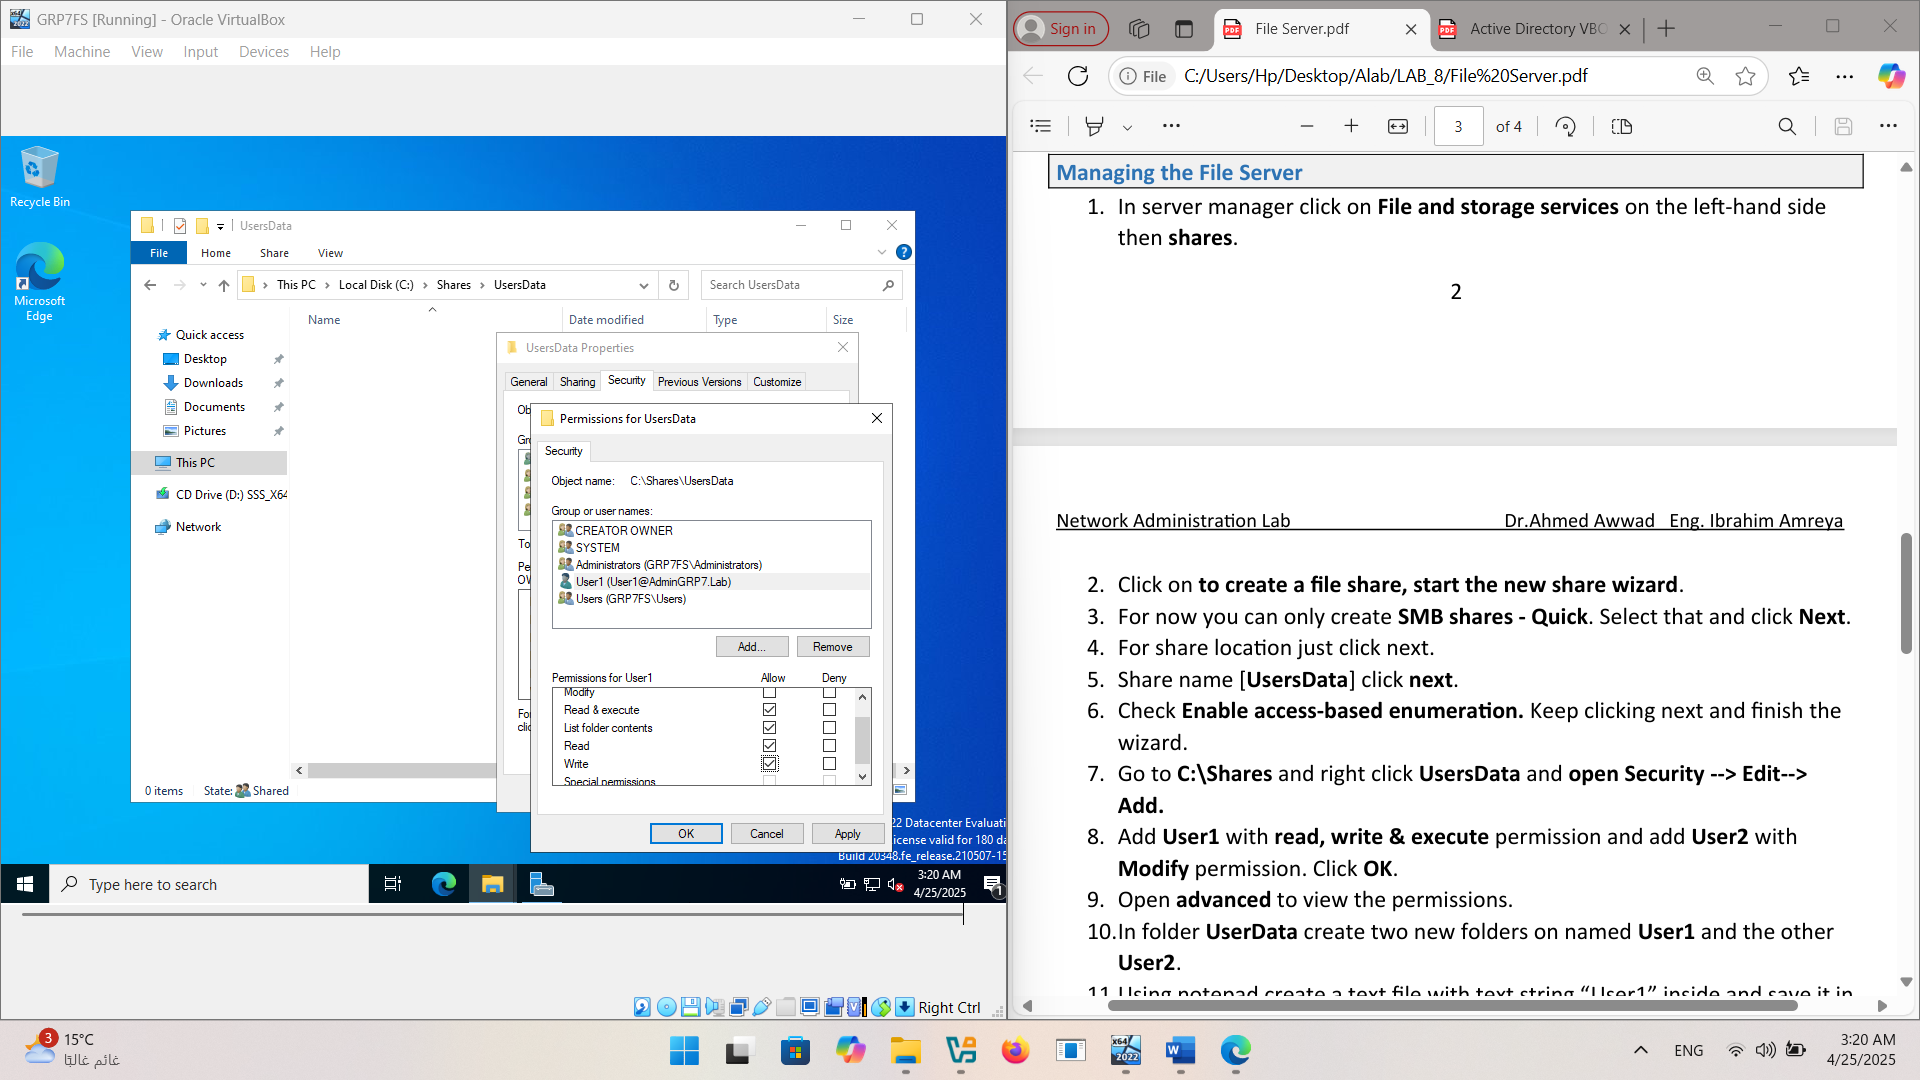 GRP7FS [Running] - Oracle VirtualBox
File Machine View Input Devices Help
Recycle Bin
Microsoft
Edge
UsersData
File Home Share View
This PC Local Disk (C:) Shares UsersData
Search UsersData
Name Date modified Type Size
Quick access
Desktop
Downloads
Documents
Pictures
This PC
CD Drive (D:) SSS_X64
Network
0 items State: Shared
UsersData Properties
General Sharing Security Previous Versions Customize
Permissions for UsersData
Security
Object name: C:\Shares\UsersData
Group or user names:
CREATOR OWNER
SYSTEM
Administrators (GRP7FS\Administrators)
User1 (User1@AdminGRP7.Lab)
Users (GRP7FS\Users)
Add... Remove
Permissions for User1 Allow Deny
Modify
Read & execute
List folder contents
Read
Write
Special permissions
OK Cancel Apply
22 Datacenter Evaluati
icense valid for 180 da
Build 20348.fe_release.210507-15
Type here to search
3:20 AM
4/25/2025
1
Right Ctrl
Sign in
File Server.pdf
Active Directory VBO
File C:/Users/Hp/Desktop/Alab/LAB_8/File%20Server.pdf
3 of 4
Managing the File Server
1. In server manager click on File and storage services on the left-hand side
then shares.
2
Network Administration Lab Dr.Ahmed Awwad Eng. Ibrahim Amreya
2. Click on to create a file share, start the new share wizard.
3. For now you can only create SMB shares - Quick. Select that and click Next.
4. For share location just click next.
5. Share name [UsersData] click next.
6. Check Enable access-based enumeration. Keep clicking next and finish the
wizard.
7. Go to C:\Shares and right click UsersData and open Security --> Edit-->
Add.
8. Add User1 with read, write & execute permission and add User2 with
Modify permission. Click OK.
9. Open advanced to view the permissions.
10.In folder UserData create two new folders on named User1 and the other
User2.
11. Using notepad create a text file with text string “User1” inside and save it in
3
15°C
غائم غالبًا
x64
2022
ENG
3:20 AM
4/25/2025